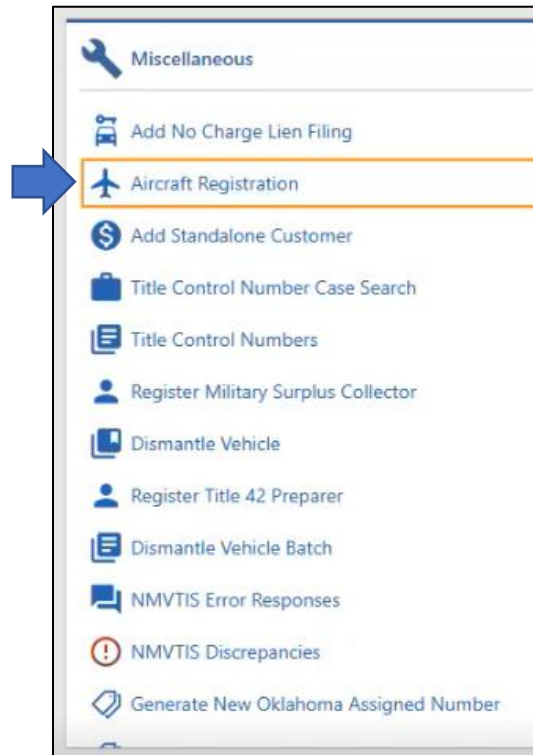 Miscellaneous
Add No Charge Lien Filing
Aircraft Registration
Add Standalone Customer
Title Control Number Case Search
Title Control Numbers
Register Military Surplus Collector
Dismantle Vehicle
Register Title 42 Preparer
Dismantle Vehicle Batch
NMVTIS Error Responses
NMVTIS Discrepancies
Generate New Oklahoma Assigned Number